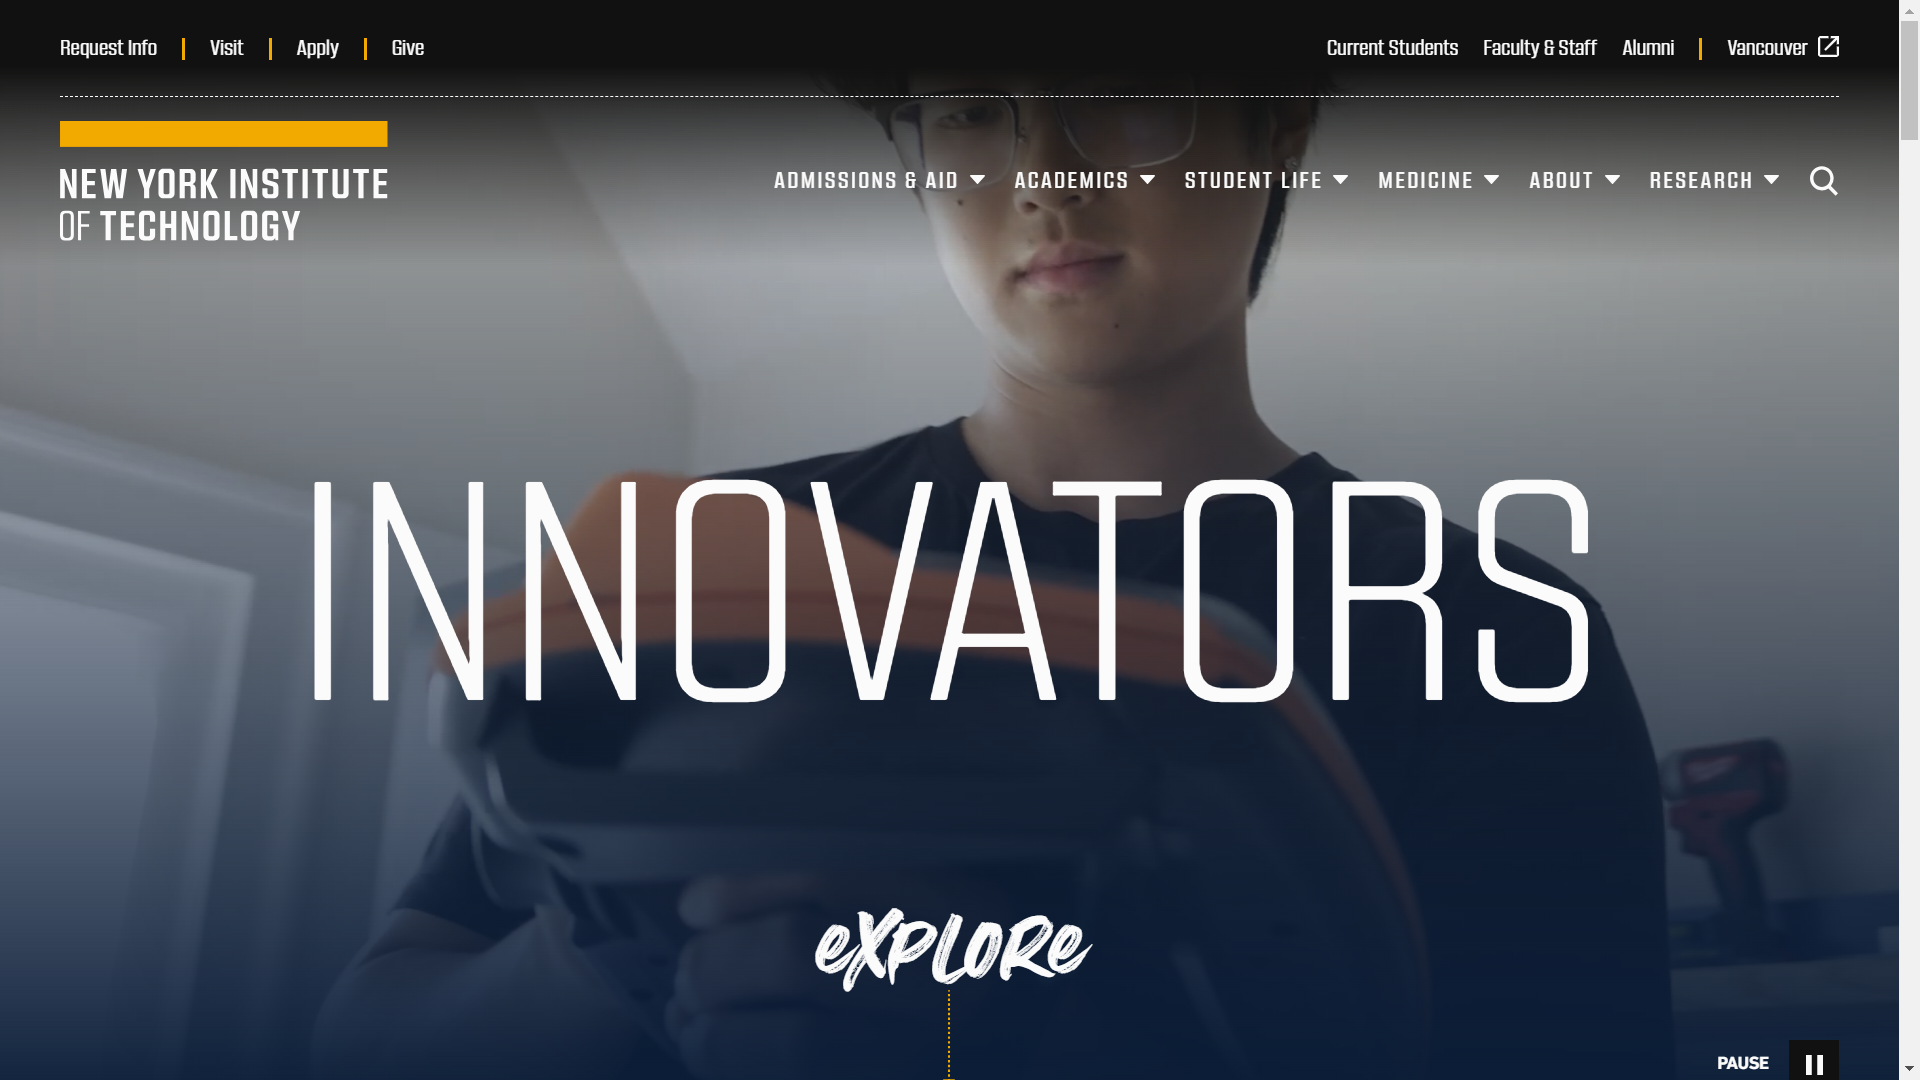 Request Info
Visit
Apply
Give
Current Students
Faculty & Staff
Alumni
Vancouver
NEW YORK INSTITUTE
OF TECHNOLOGY
ADMISSIONS & AID
ACADEMICS
STUDENT LIFE
MEDICINE
ABOUT
RESEARCH
INNOVATORS
eXPLORe
PAUSE